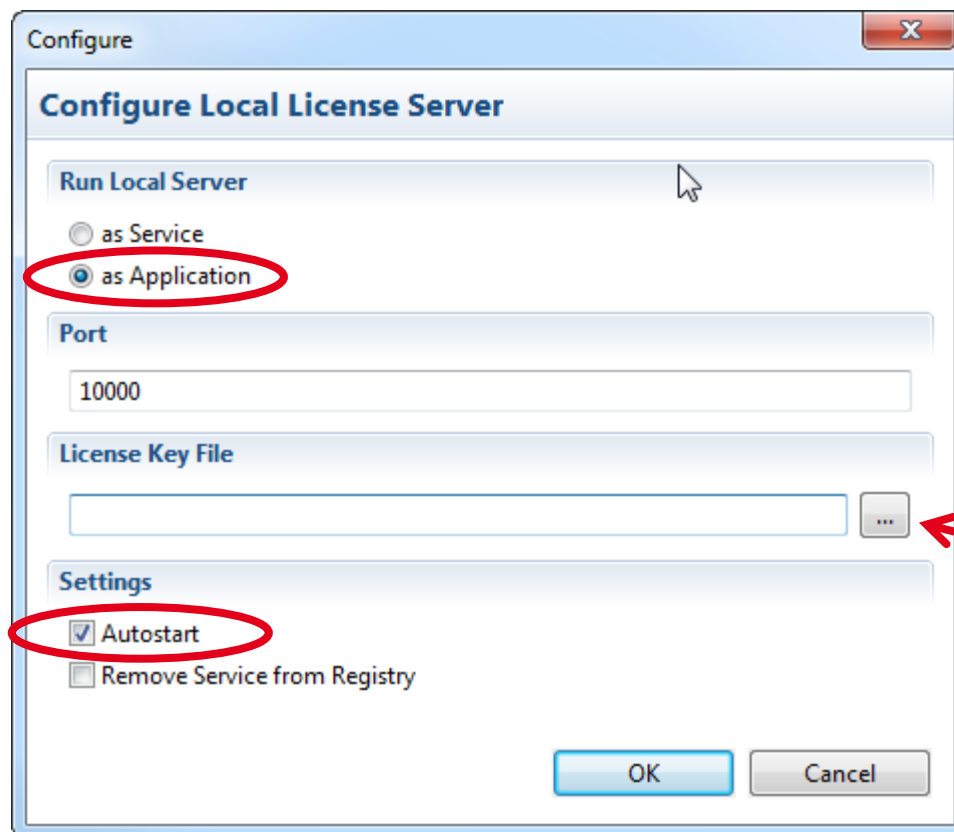 Configure
Configure Local License Server
Run Local Server
as Service
as Application
Port
10000
License Key File
...
Settings
Autostart
Remove Service from Registry
OK Cancel